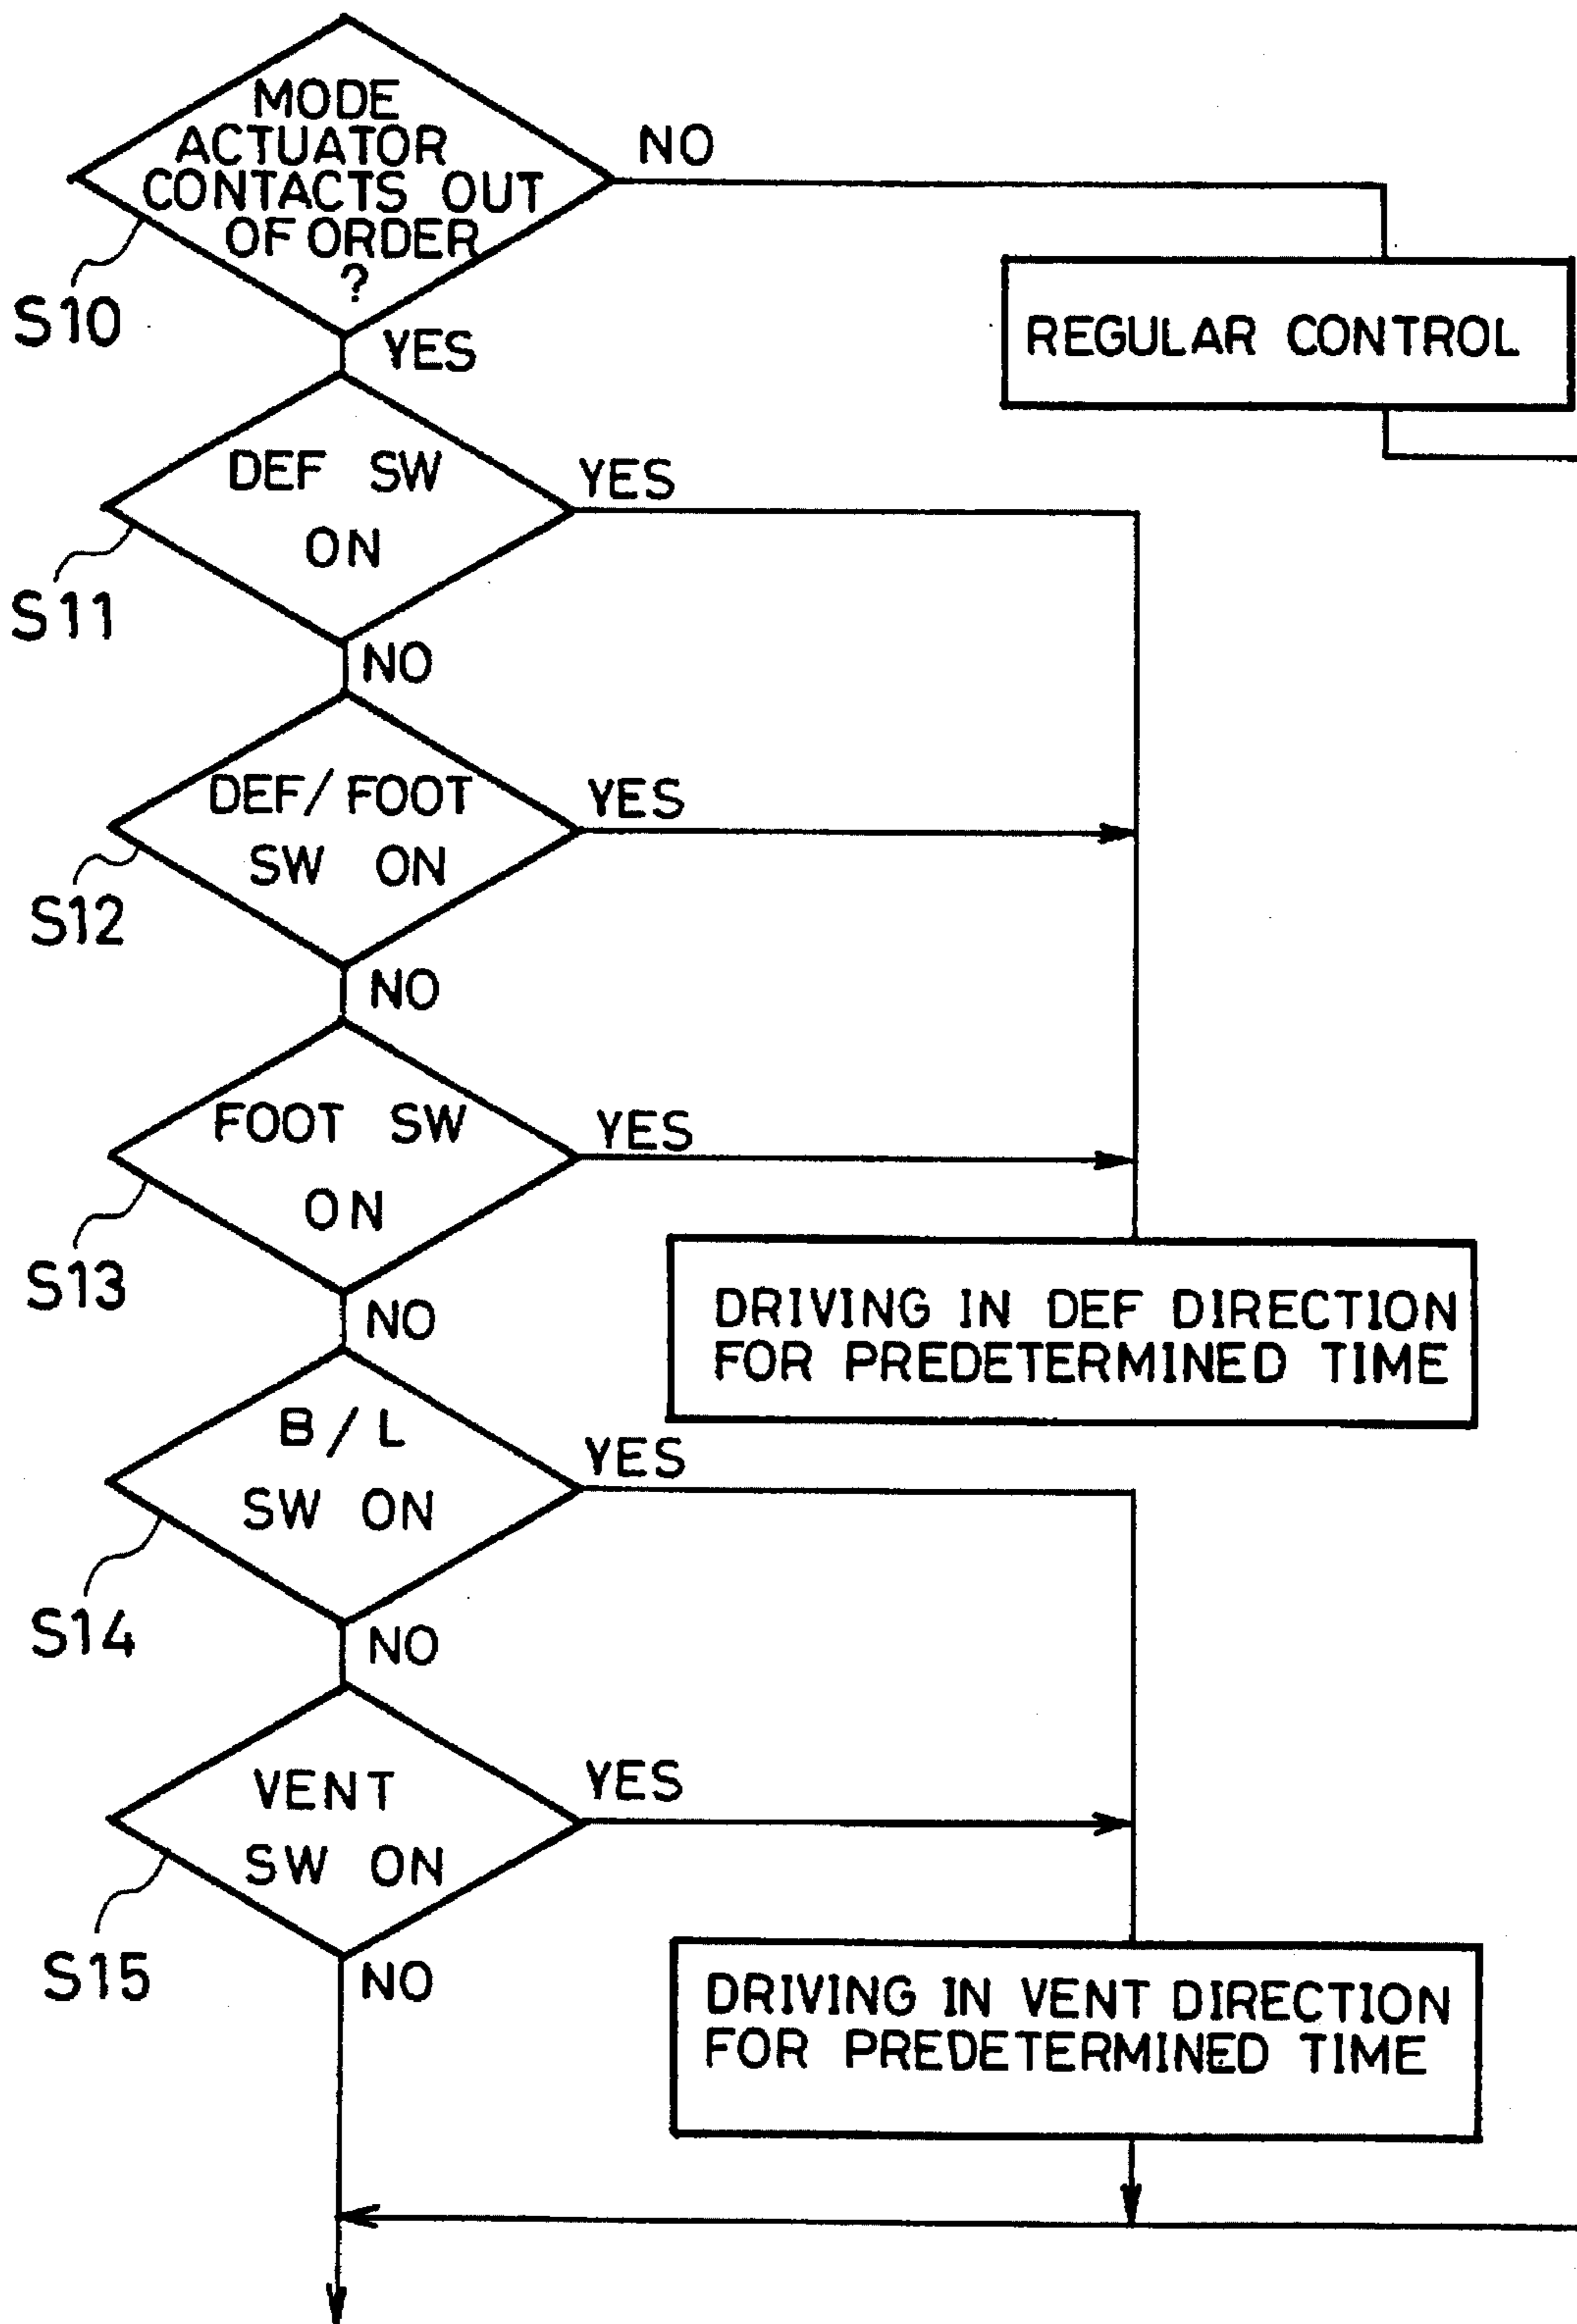 MODE
ACTUATOR
CONTACTS OUT
OF ORDER
?
NO
S10
YES
REGULAR CONTROL
DEF SW
ON
YES
S11
NO
DEF/FOOT
SW ON
YES
S12
NO
FOOT SW
ON
YES
S13
NO
DRIVING IN DEF DIRECTION
FOR PREDETERMINED TIME
B/L
SW ON
YES
S14
NO
VENT
SW ON
YES
S15
NO
DRIVING IN VENT DIRECTION
FOR PREDETERMINED TIME